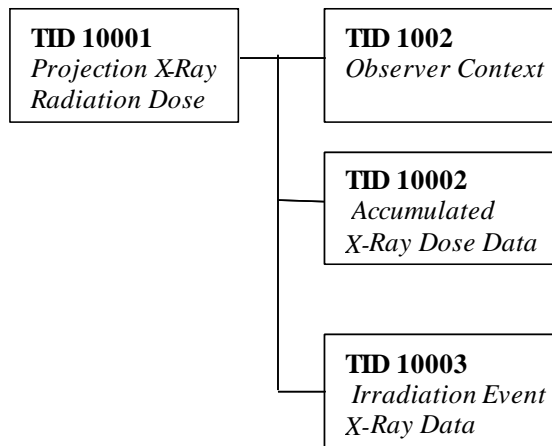 TID 10001
Projection X-Ray
Radiation Dose
TID 1002
Observer Context
TID 10002
Accumulated
X-Ray Dose Data
TID 10003
Irradiation Event
X-Ray Data